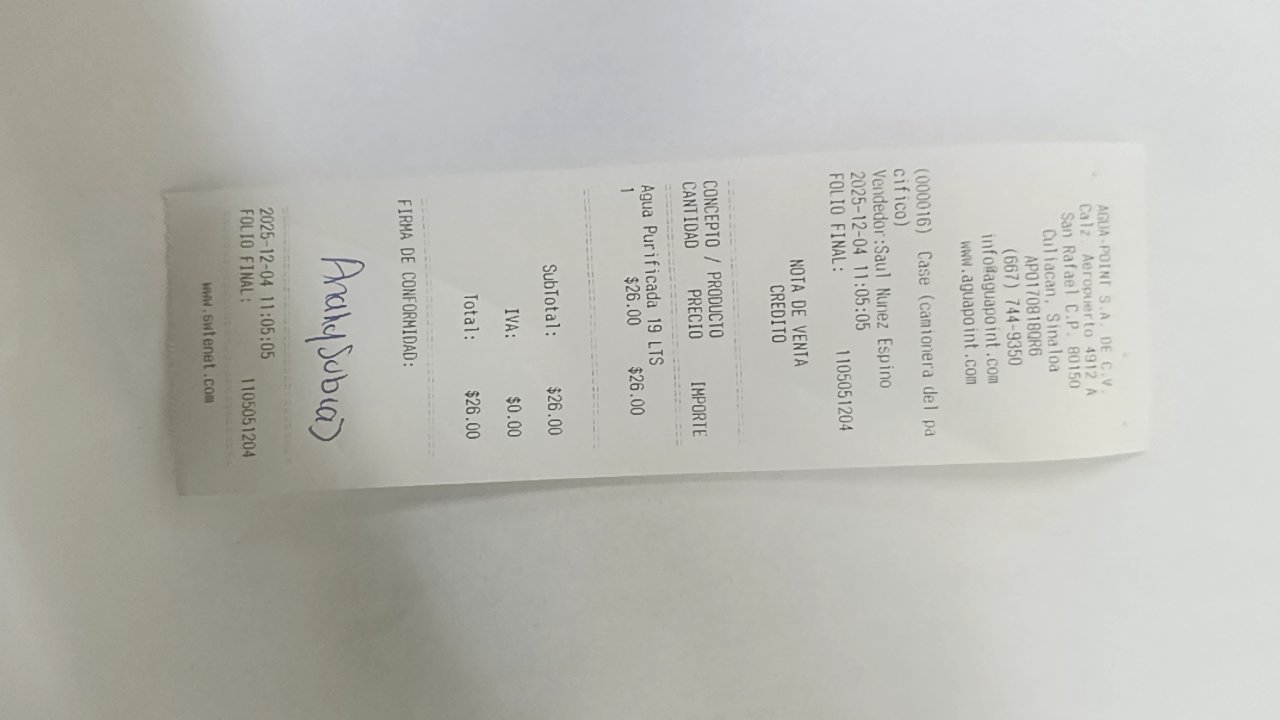 AGUA-POINT S.A. DE C.V.
Calz. Aeropuerto 4912 A
San Rafael C.P. 80150
Culiacan, Sinaloa
APO170818QR6
(667) 744-9350
info@aguapoint.com
www.aguapoint.com
(000016) Case (camionera del pa
cifico)
Vendedor:Saul Nunez Espino
2025-12-04 11:05:05
FOLIO FINAL: 1105051204
NOTA DE VENTA
CREDITO
CONCEPTO / PRODUCTO
CANTIDAD PRECIO IMPORTE
Agua Purificada 19 LTS
1 $26.00 $26.00
SubTotal: $26.00
IVA: $0.00
Total: $26.00
FIRMA DE CONFORMIDAD:
Anahy Subia
2025-12-04 11:05:05
FOLIO FINAL: 1105051204
www.swtenet.com